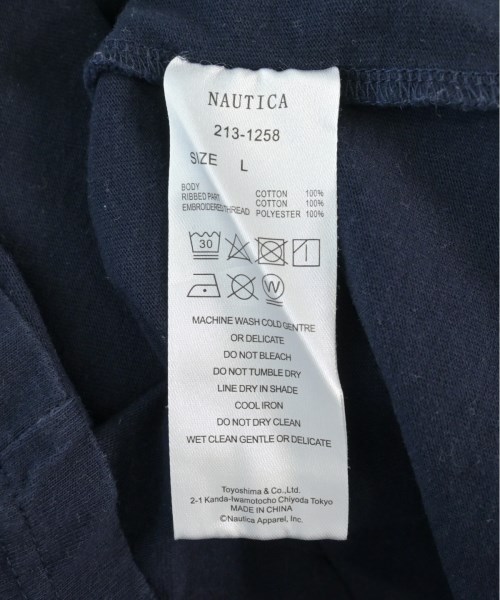 NAUTICA
213-1258
SIZE L
BODY COTTON 100%
RIBBED PART COTTON 100%
EMBROIDERED THREAD POLYESTER 100%
30
W
MACHINE WASH COLD GENTRE
OR DELICATE
DO NOT BLEACH
DO NOT TUMBLE DRY
LINE DRY IN SHADE
COOL IRON
DO NOT DRY CLEAN
WET CLEAN GENTLE OR DELICATE
Toyoshima & Co.,Ltd.
2-1 Kanda-Iwamotocho Chiyoda Tokyo
MADE IN CHINA
©Nautica Apparel, Inc.